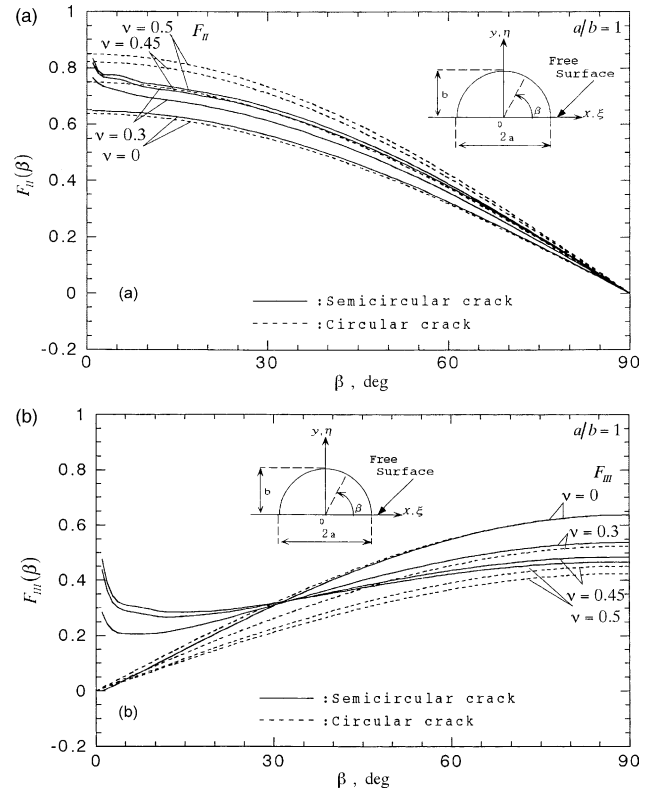 (a)
1
0.8
0.6
0.4
0.2
0
-0.2
F_II(β)
ν = 0.5
ν = 0.45
F_II
ν = 0.3
ν = 0
a/b = 1
y, η
Free
Surface
b
β
0
x, ξ
2a
(a)
——— :Semicircular crack
------ :Circular crack
0
30
60
90
β , deg
(b)
1
0.8
0.6
0.4
0.2
0
-0.2
F_III(β)
a/b = 1
y, η
Free
Surface
b
β
0
x, ξ
2a
F_III
ν = 0
ν = 0.3
ν = 0.45
ν = 0.5
(b)
——— :Semicircular crack
------ :Circular crack
0
30
60
90
β , deg